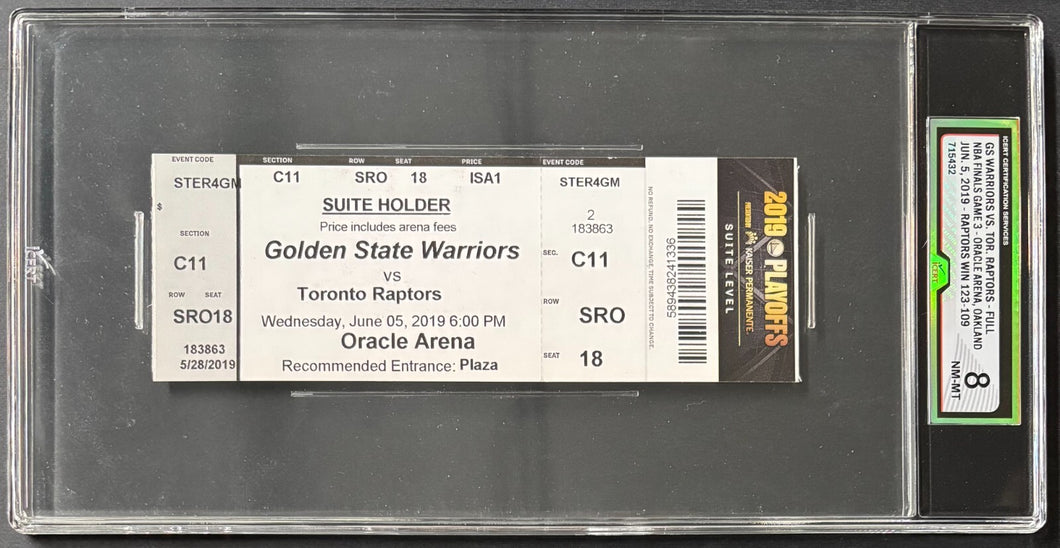 EVENT CODE
STER4GM
$
SECTION
C11
ROW SEAT
SRO18
183863
5/28/2019
SECTION ROW SEAT PRICE
C11 SRO 18 ISA1
SUITE HOLDER
Price includes arena fees
Golden State Warriors
VS
Toronto Raptors
Wednesday, June 05, 2019 6:00 PM
Oracle Arena
Recommended Entrance: Plaza
EVENT CODE
STER4GM
2
183863
SEC. C11
ROW SRO
SEAT 18
NO REFUND, NO EXCHANGE, TIME SUBJECT TO CHANGE.
589438241336
SUITE LEVEL
KAISER PERMANENTE
2019 PLAYOFFS
ICERT CERTIFICATION SERVICES
GS WARRIORS VS. TOR. RAPTORS - FULL
NBA FINALS GAME 3 - ORACLE ARENA, OAKLAND
JUN. 5, 2019 - RAPTORS WIN 123-109
715432
iCERT
8
NM-MT
ICERT